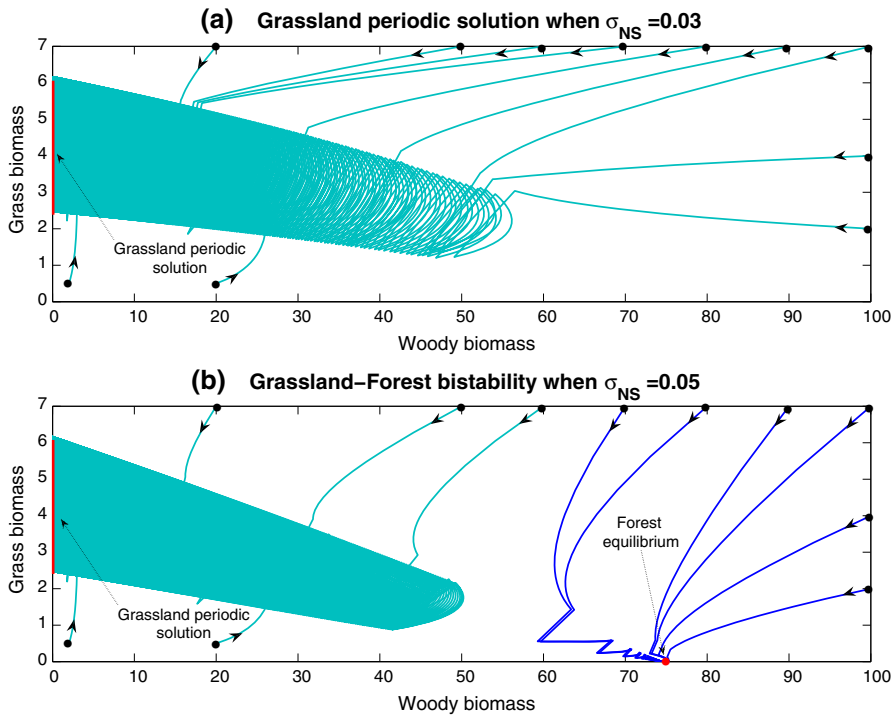 (a) Grassland periodic solution when σNS =0.03
Grass biomass
7
6
5
4
3
2
1
0
Grassland periodic
solution
0 10 20 30 40 50 60 70 80 90 100
Woody biomass
(b) Grassland–Forest bistability when σNS =0.05
Grass biomass
7
6
5
4
3
2
1
0
Forest
equilibrium
Grassland periodic
solution
0 10 20 30 40 50 60 70 80 90 100
Woody biomass